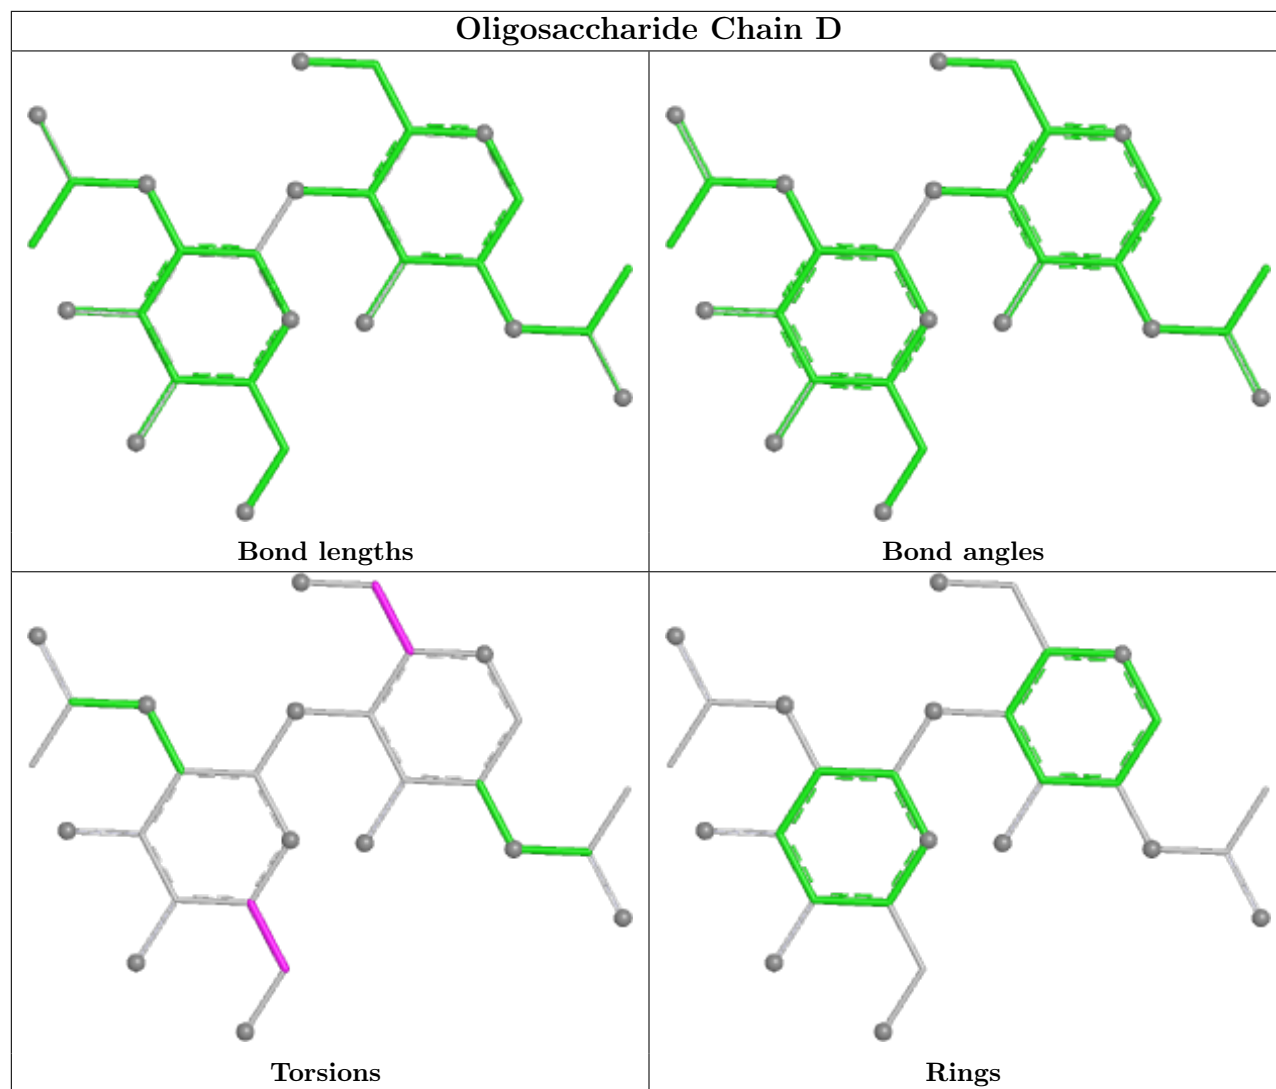 Oligosaccharide Chain D
Bond lengths
Bond angles
Torsions
Rings